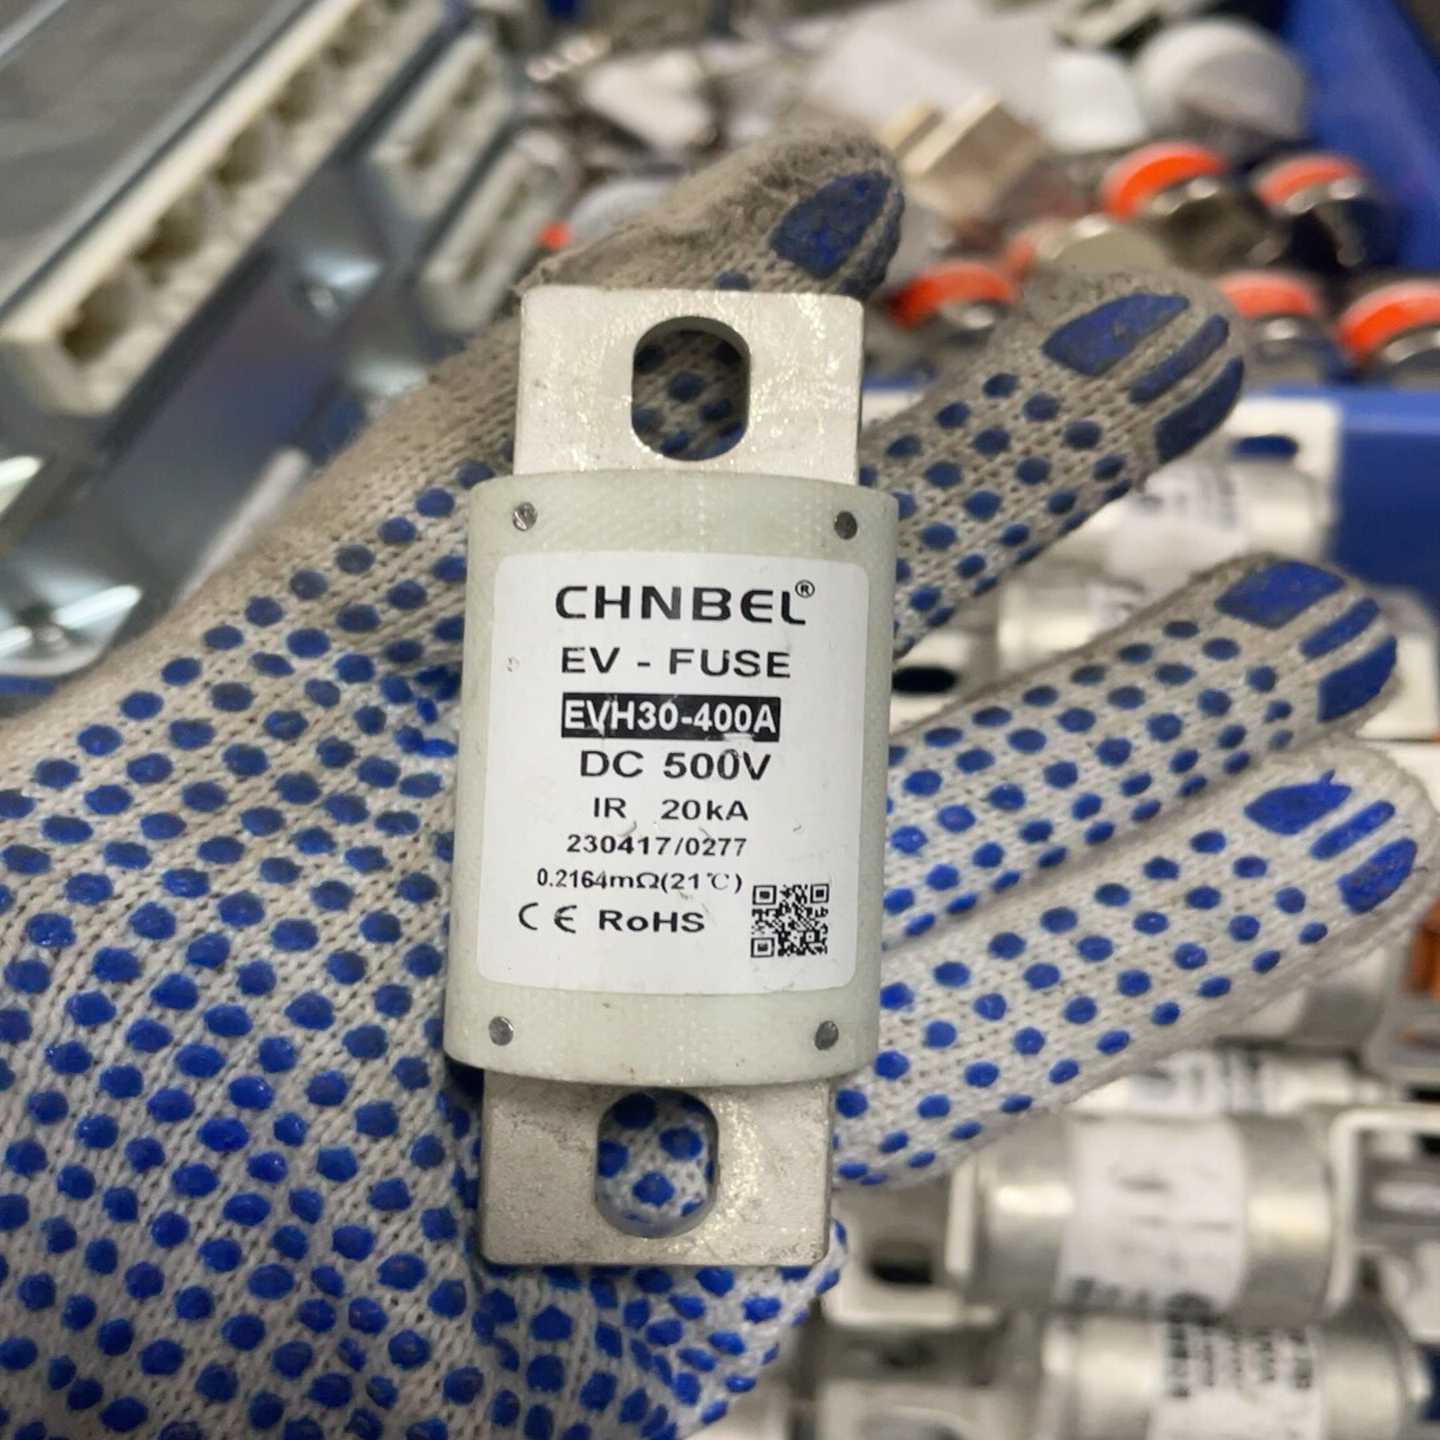 CHNBEL®
EV - FUSE
EVH30-400A
DC 500V
IR 20kA
230417/0277
0.2164mΩ(21℃)
CE RoHS